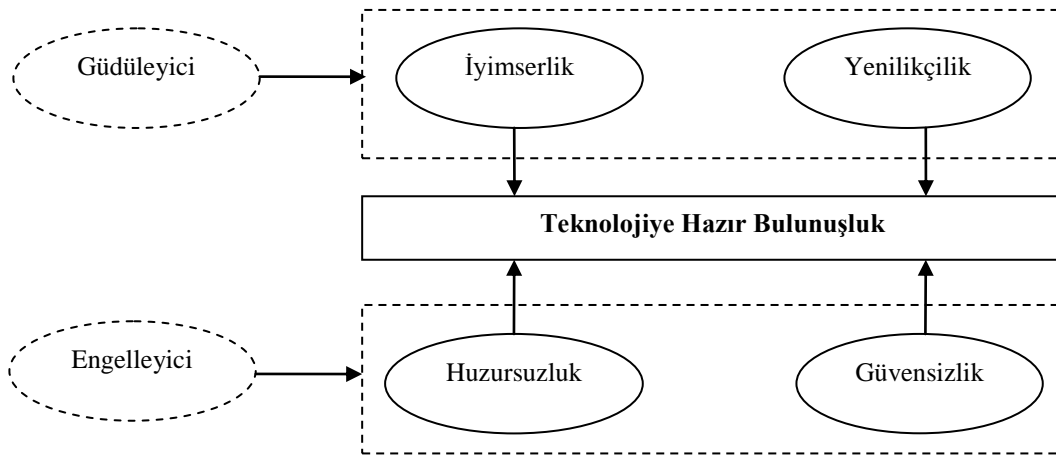 Güdüleyici
İyimserlik
Yenilikçilik
Teknolojiye Hazır Bulunuşluk
Engelleyici
Huzursuzluk
Güvensizlik